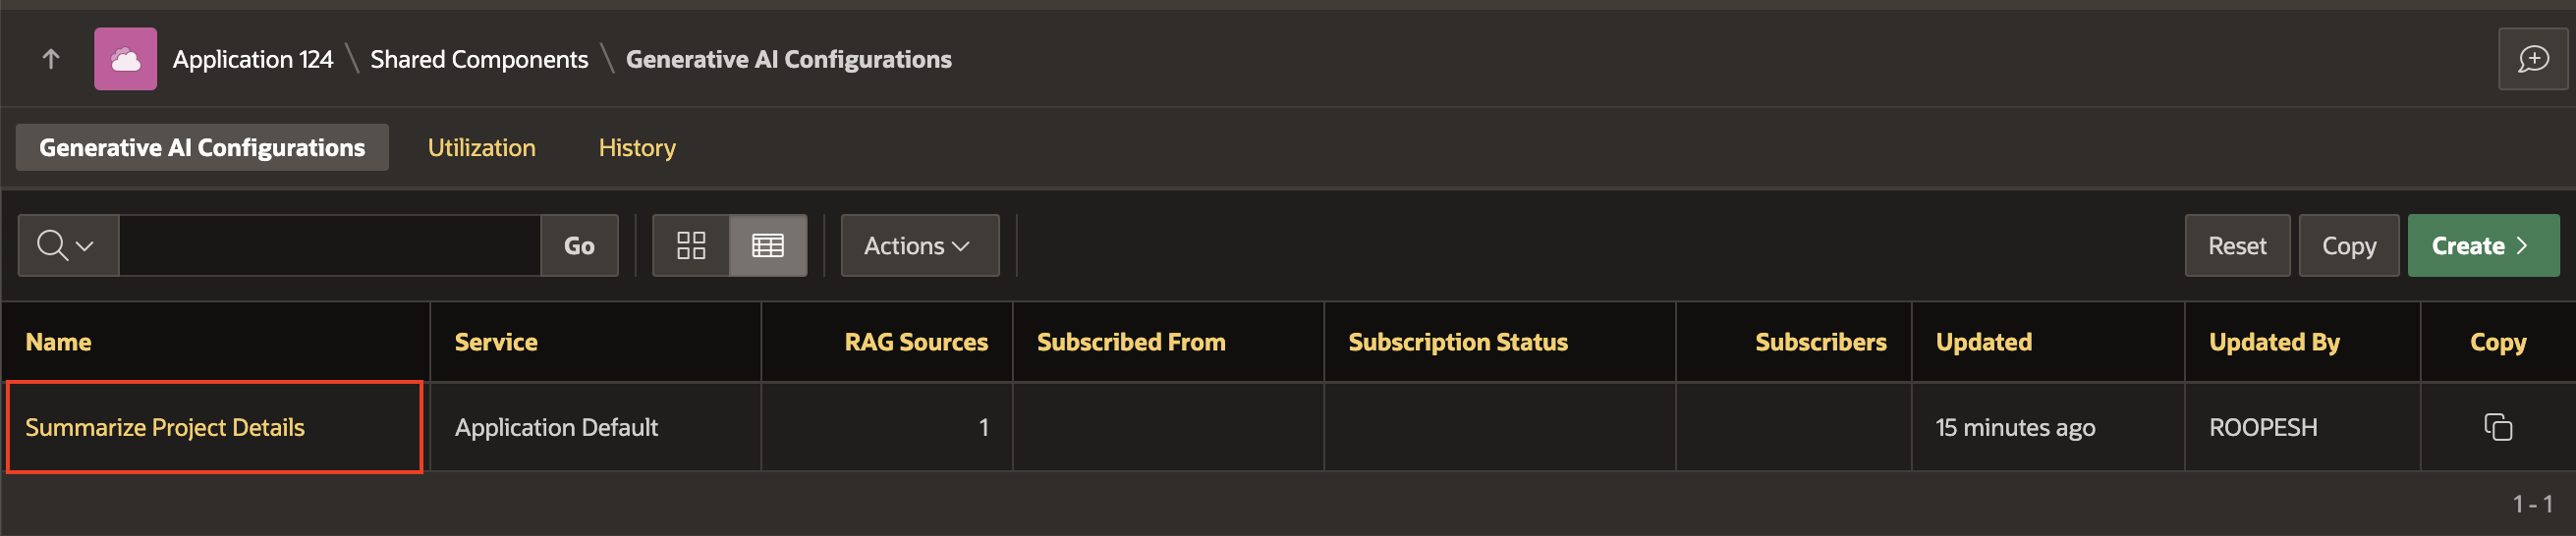 Application 124 \ Shared Components \ Generative AI Configurations
Generative AI Configurations Utilization History
Go Actions Reset Copy Create
Name Service RAG Sources Subscribed From Subscription Status Subscribers Updated Updated By Copy
Summarize Project Details Application Default 1 15 minutes ago ROOPESH
1 - 1